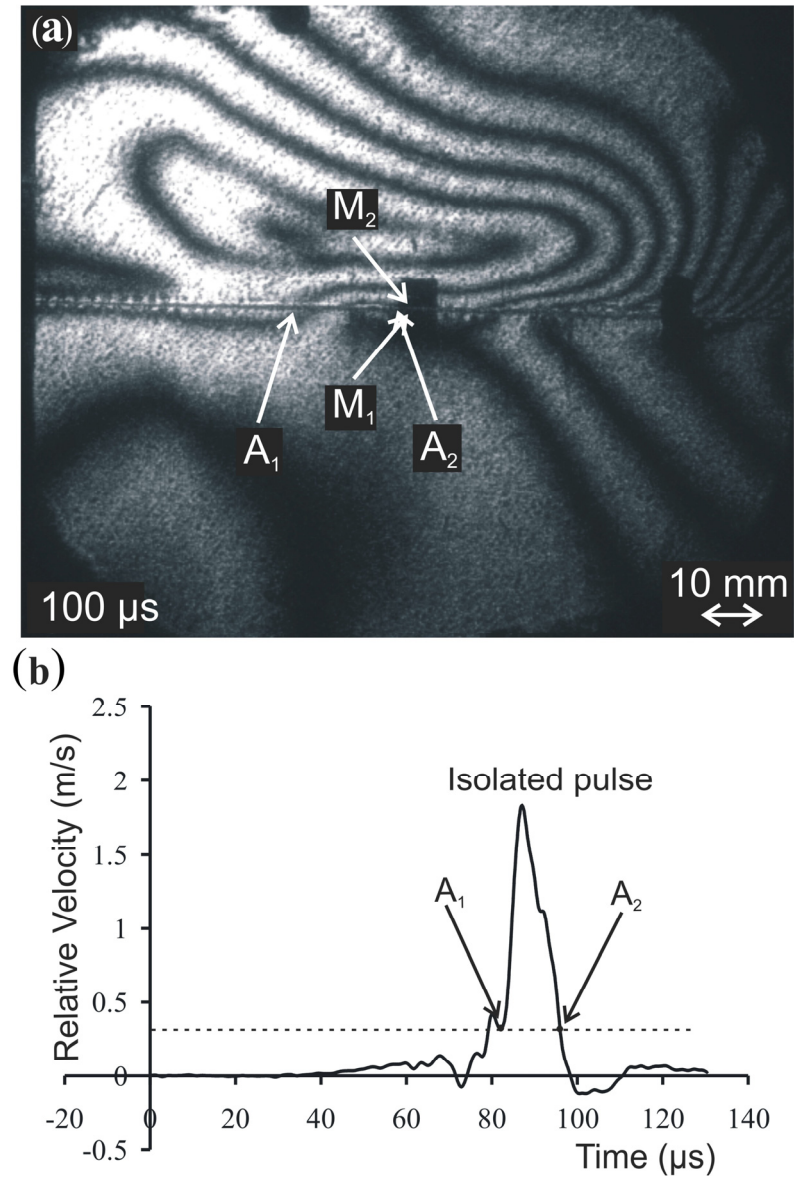 (a)
M₂
M₁
A₁
A₂
100 µs
10 mm
(b)
2.5
2
1.5
1
0.5
0
-0.5
Relative Velocity (m/s)
Isolated pulse
A₁
A₂
-20 0 20 40 60 80 100 120 140
Time (µs)